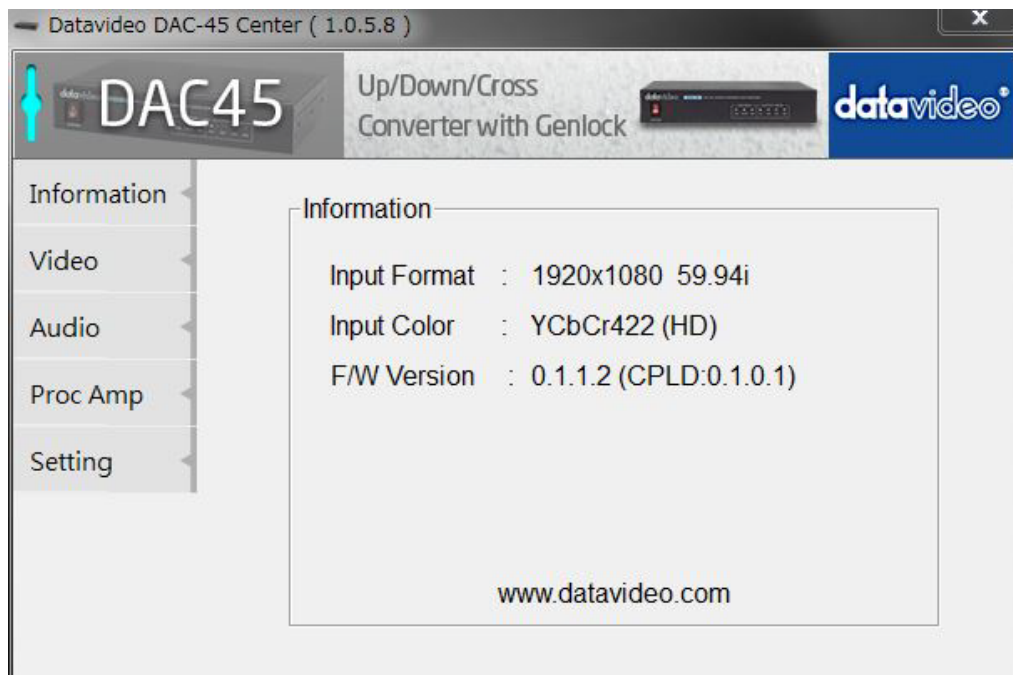 Datavideo DAC-45 Center ( 1.0.5.8 )
x
DAC45
Up/Down/Cross
Converter with Genlock
datavideo®
Information
Video
Audio
Proc Amp
Setting
Information
Input Format : 1920x1080 59.94i
Input Color : YCbCr422 (HD)
F/W Version : 0.1.1.2 (CPLD:0.1.0.1)
www.datavideo.com